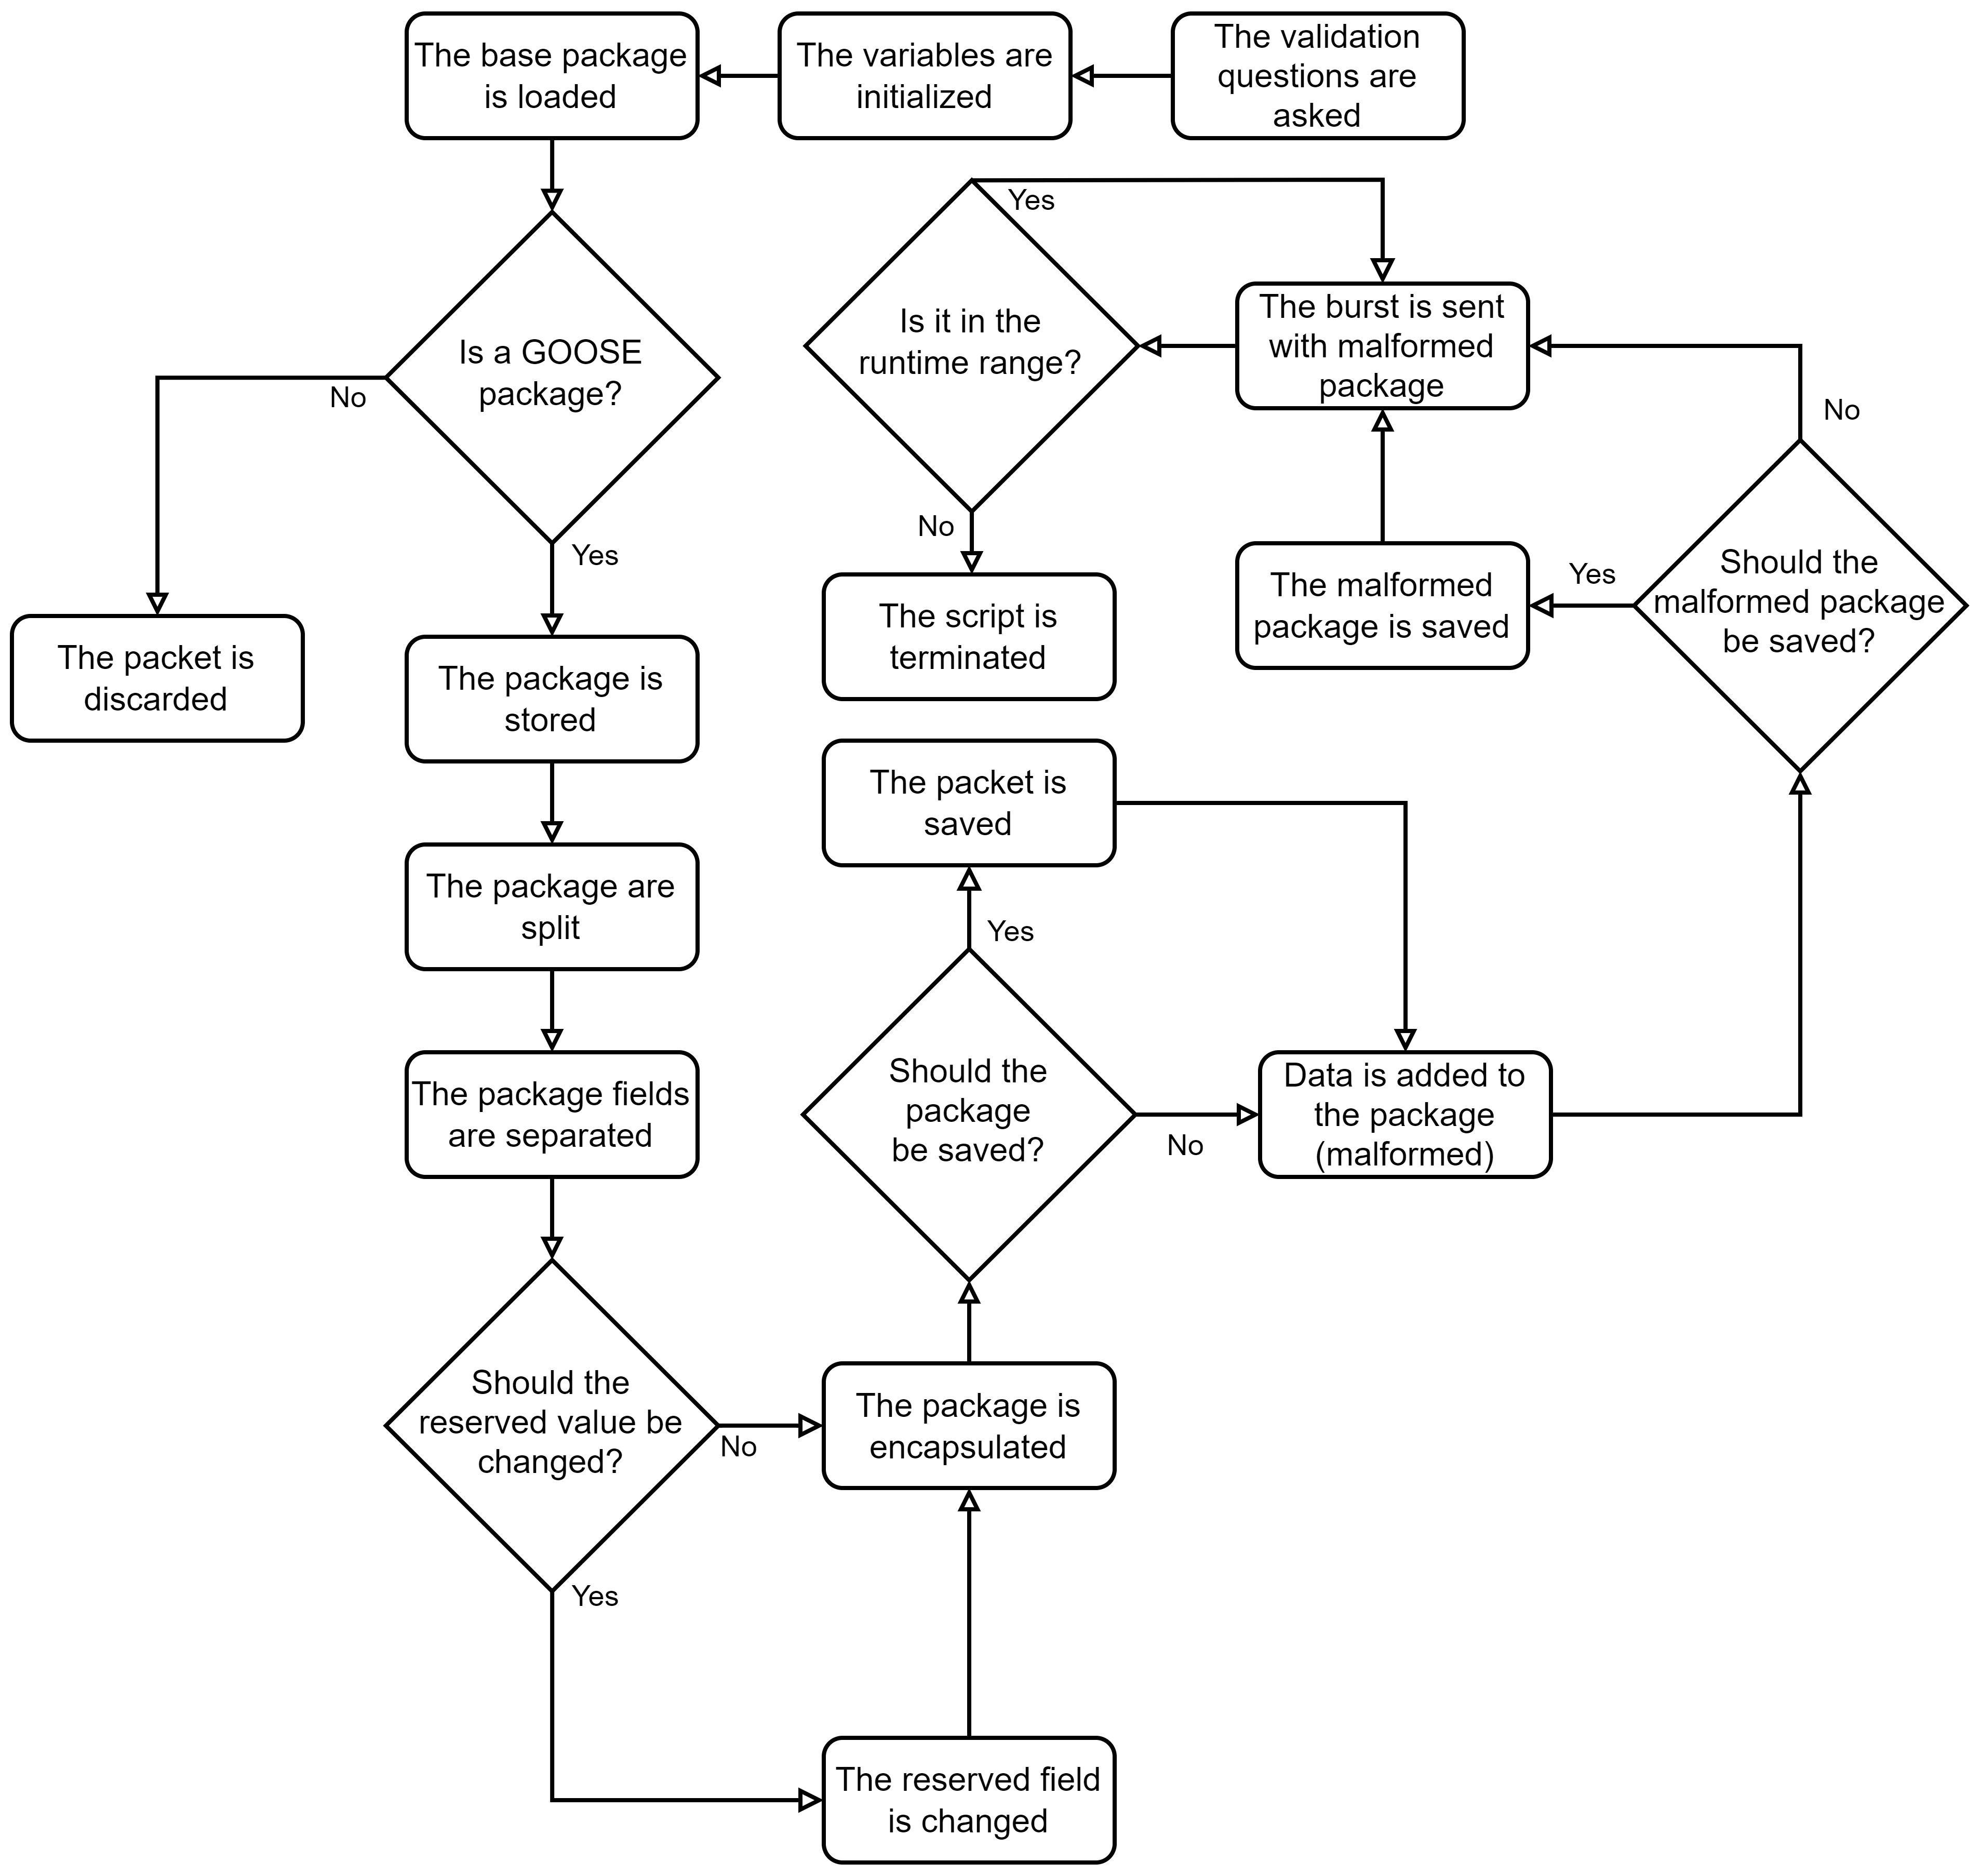 The base package
is loaded
The variables are
initialized
The validation
questions are
asked
Yes
Is a GOOSE
package?
No
Yes
Is it in the
runtime range?
No
The burst is sent
with malformed
package
No
The packet is
discarded
The package is
stored
The script is
terminated
The malformed
package is saved
Yes
Should the
malformed package
be saved?
The packet is
saved
The package are
split
Yes
The package fields
are separated
Should the
package
be saved?
No
Data is added to
the package
(malformed)
Should the
reserved value be
changed?
No
Yes
The package is
encapsulated
The reserved field
is changed